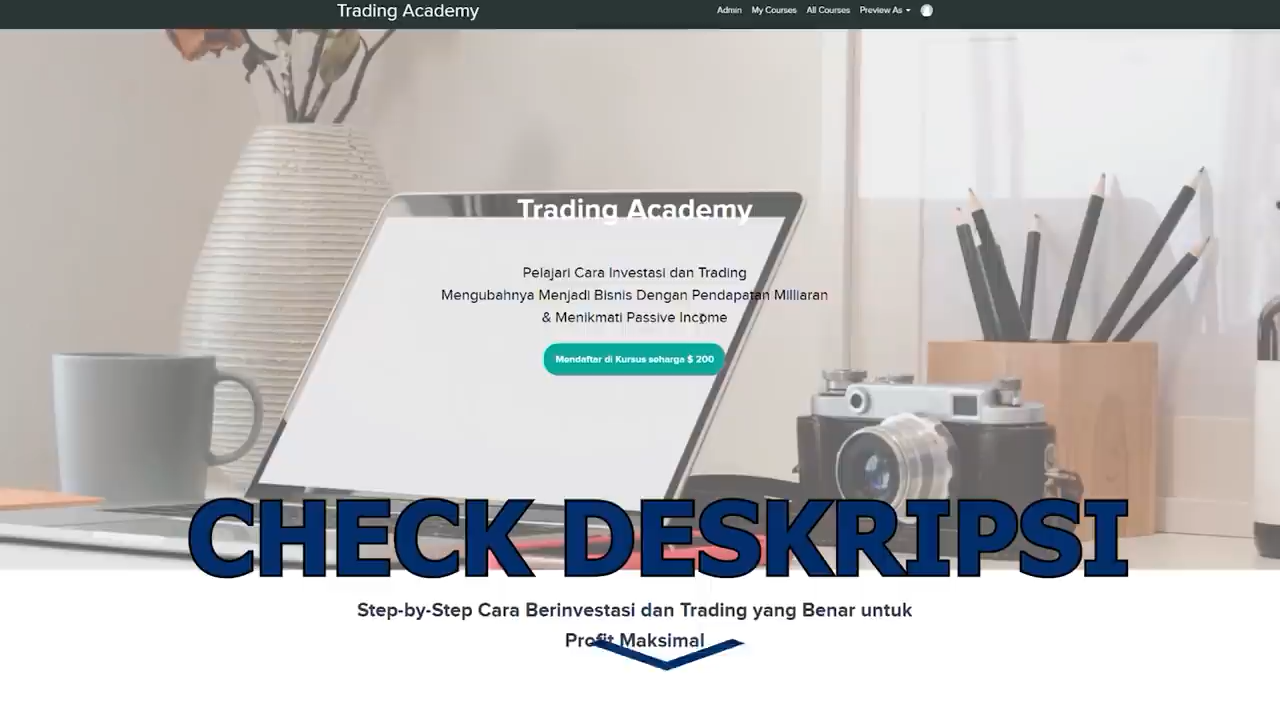 Trading Academy
Admin My Courses All Courses Preview As
Trading Academy
Pelajari Cara Investasi dan Trading
Mengubahnya Menjadi Bisnis Dengan Pendapatan Milliaran
& Menikmati Passive Income
Mendaftar di Kursus seharga $ 200
CHECK DESKRIPSI
Step-by-Step Cara Berinvestasi dan Trading yang Benar untuk
Profit Maksimal